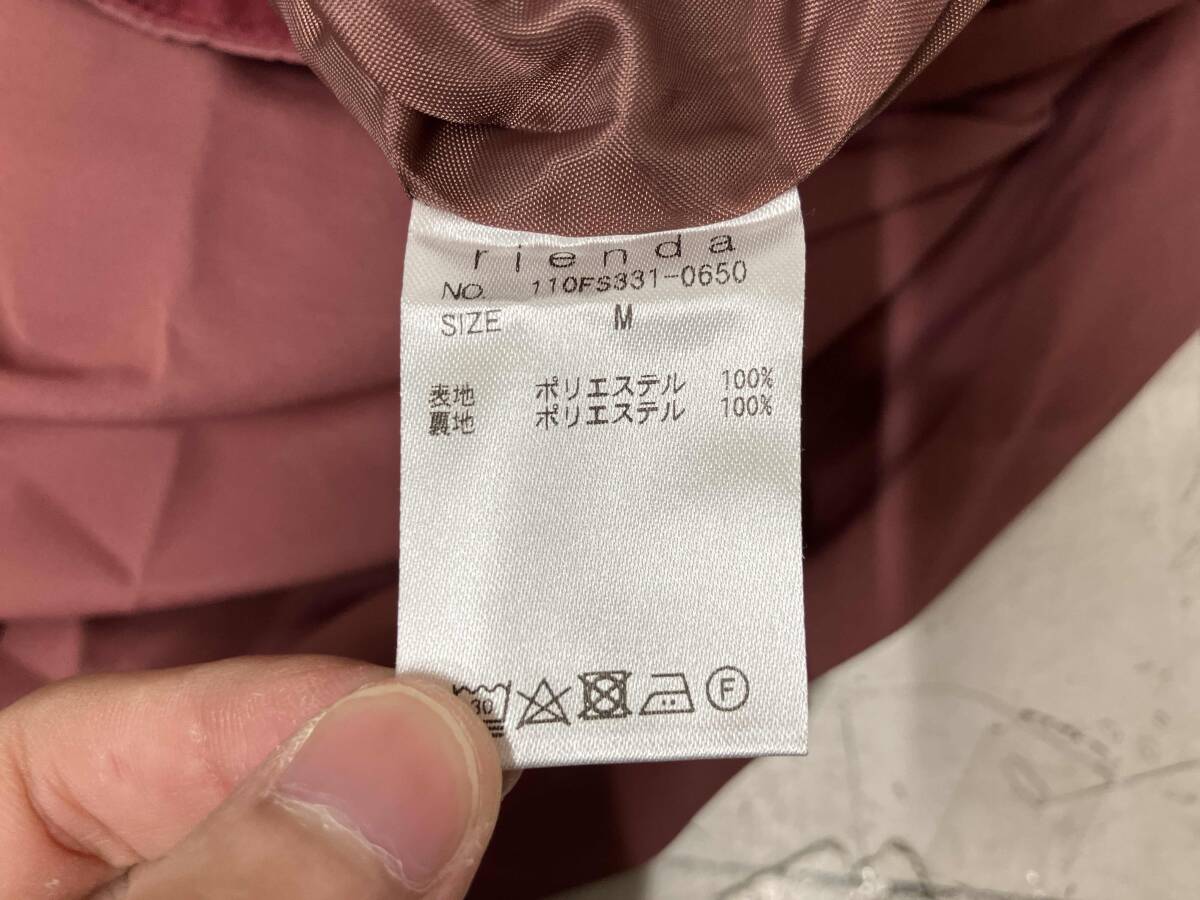 rienda
NO. 110FS331-0650
SIZE M
表地 ポリエステル 100%
裏地 ポリエステル 100%
30 F